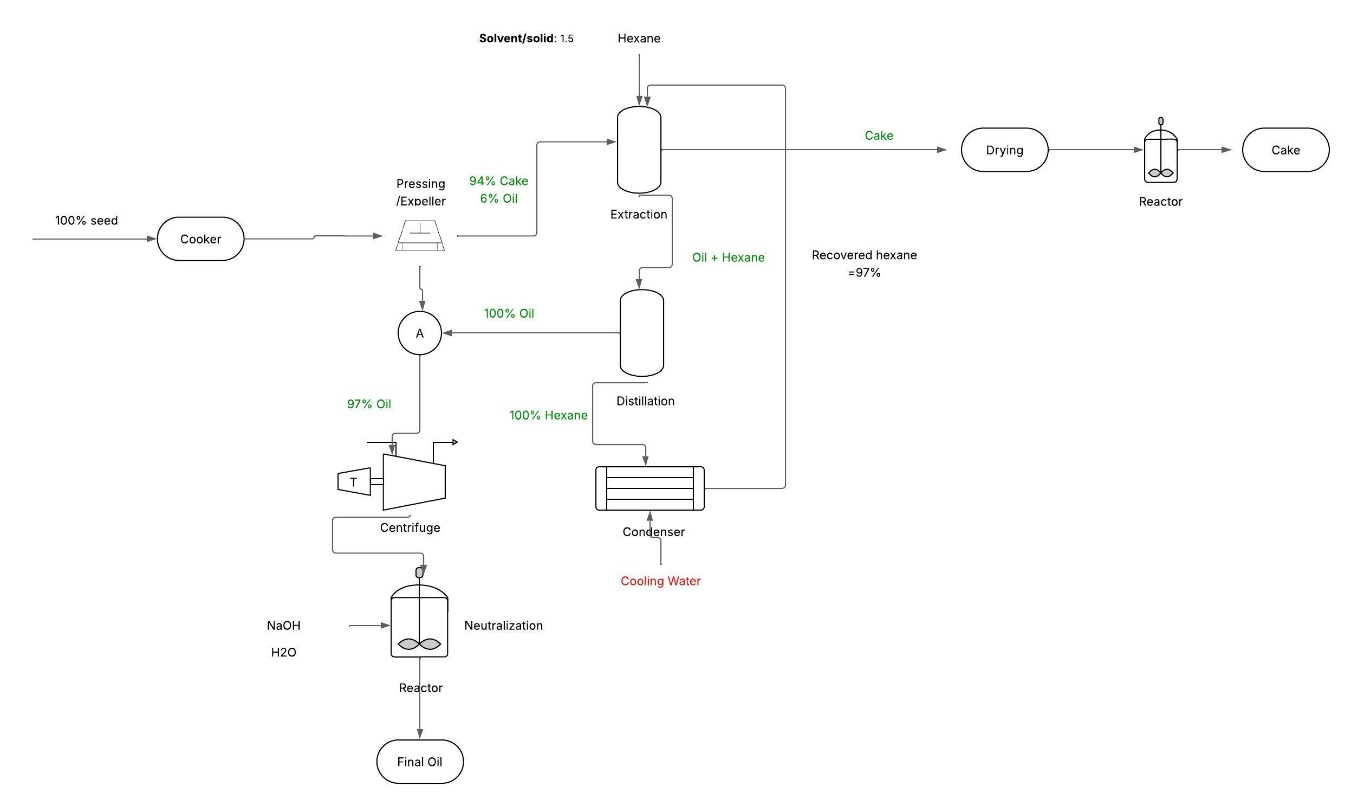 Solvent/solid: 1.5
Hexane
Cake
Drying
Cake
Reactor
Pressing
/Expeller
94% Cake
6% Oil
100% seed
Cooker
Extraction
Oil + Hexane
Recovered hexane
=97%
100% Oil
A
97% Oil
Distillation
100% Hexane
T
Centrifuge
Condenser
Cooling Water
NaOH
H2O
Neutralization
Reactor
Final Oil